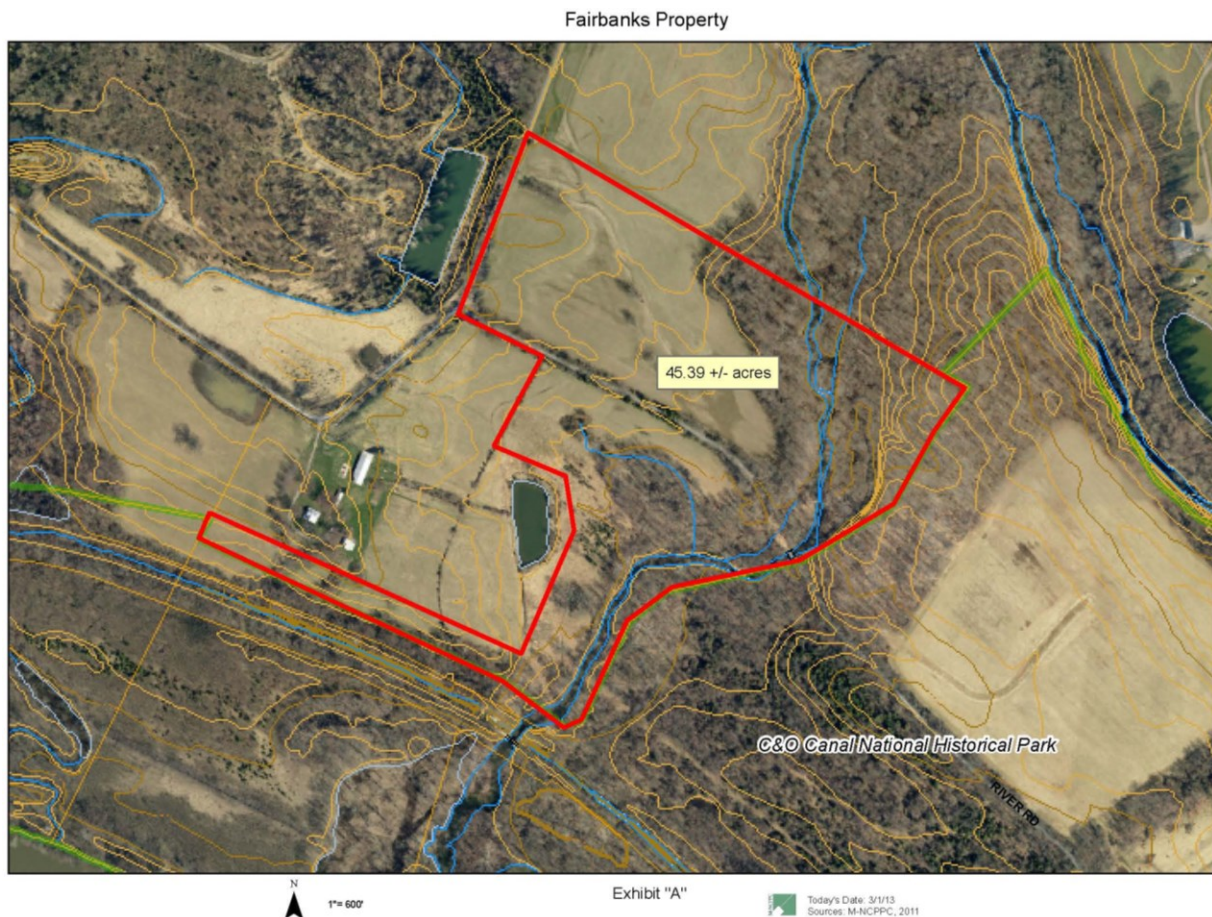 Fairbanks Property
45.39 +/- acres
C&O Canal National Historical Park
RIVER RD
N
1"= 600'
Exhibit "A"
Today's Date: 3/1/13
Sources: M-NCPPC, 2011